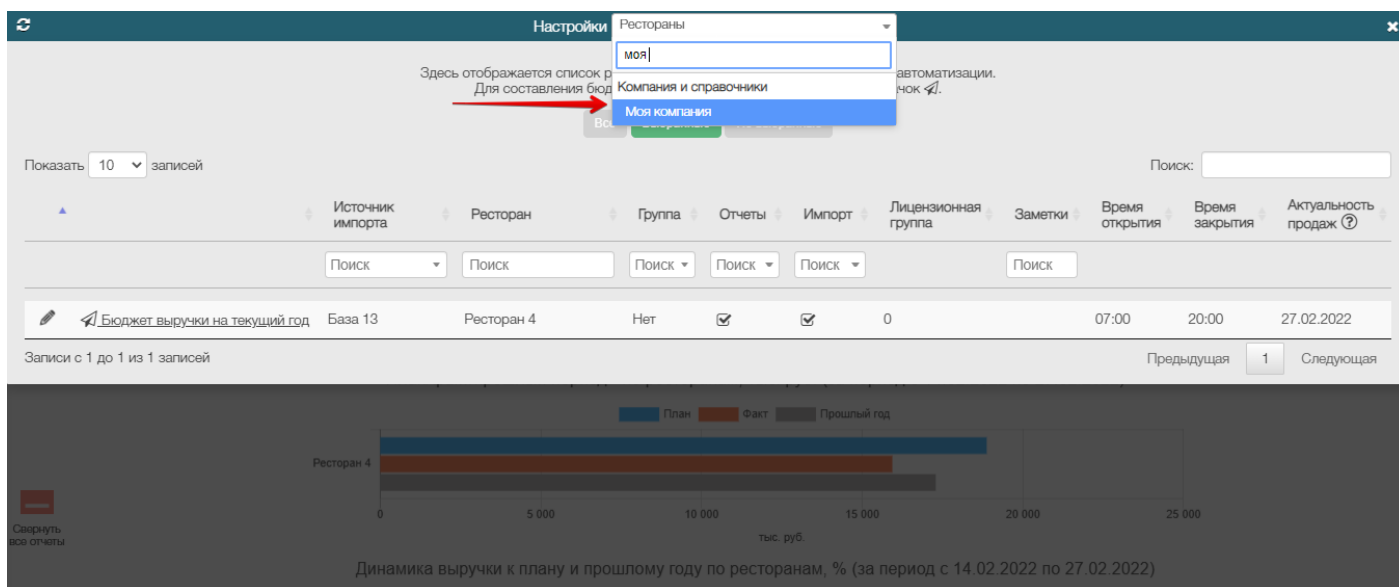 Настройки Рестораны
моя
Здесь отображается список р автоматизации.
Компания и справочники
Для составления бюд чок
Моя компания
Все
Показать 10 записей Поиск:
Источник импорта Ресторан Группа Отчеты Импорт Лицензионная группа Заметки Время открытия Время закрытия Актуальность продаж ?
Поиск Поиск Поиск Поиск Поиск Поиск
Бюджет выручки на текущий год База 13 Ресторан 4 Нет 0 07:00 20:00 27.02.2022
Записи с 1 до 1 из 1 записей Предыдущая 1 Следующая
План Факт Прошлый год
Ресторан 4
0 5 000 10 000 15 000 20 000 25 000
тыс. руб.
Свернуть
все отчеты
Динамика выручки к плану и прошлому году по ресторанам, % (за период с 14.02.2022 по 27.02.2022)